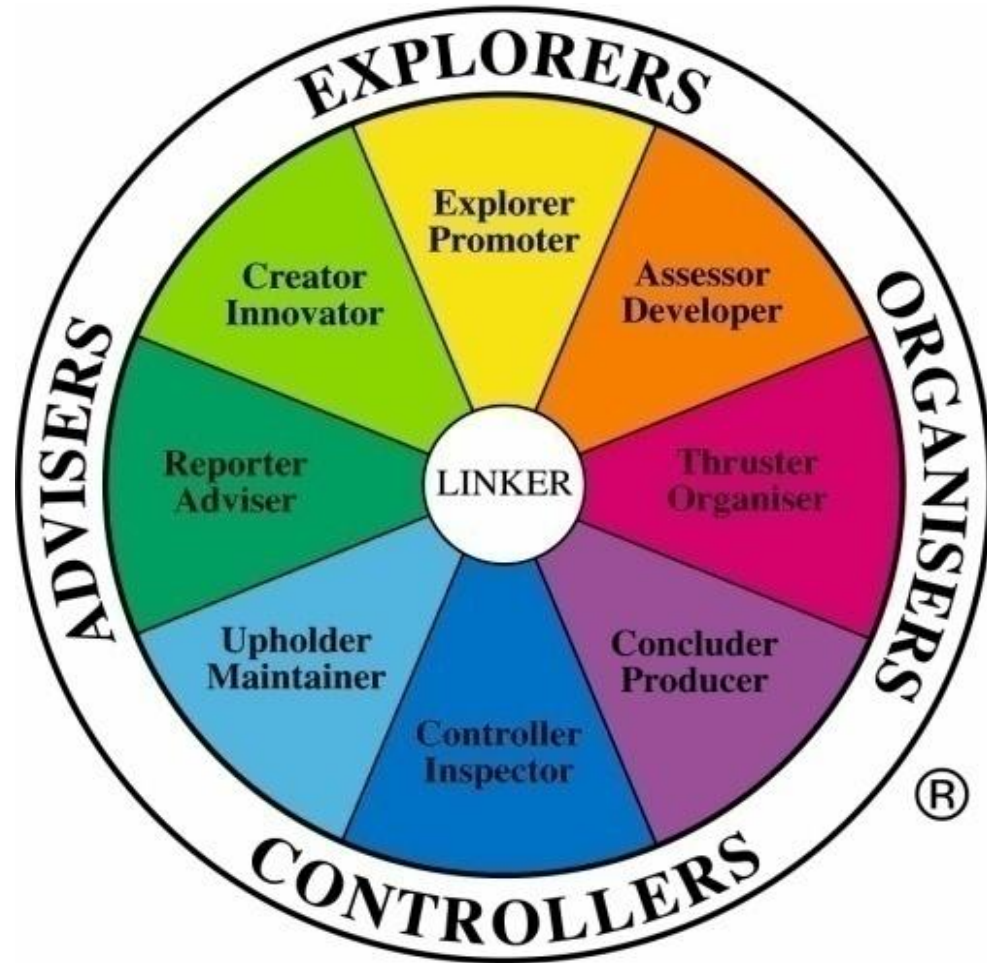 EXPLORERS
Explorer
Promoter
Creator
Innovator
Assessor
Developer
ADVISERS
ORGANISERS
Reporter
Adviser
LINKER
Thruster
Organiser
Upholder
Maintainer
Concluder
Producer
Controller
Inspector
®
CONTROLLERS